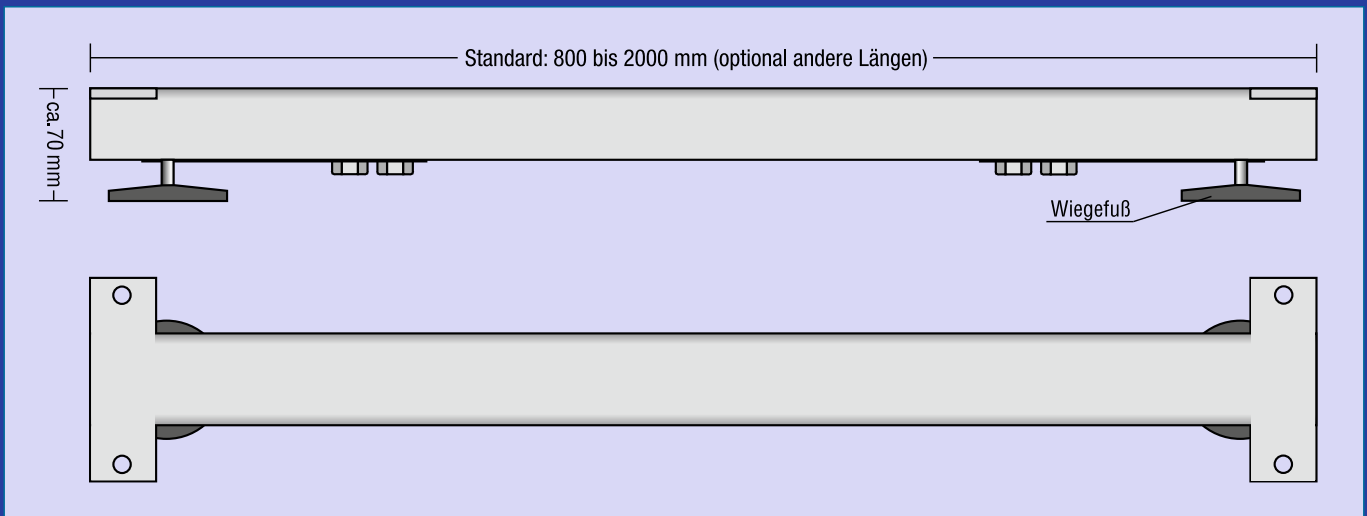 Standard: 800 bis 2000 mm (optional andere Längen)
ca.70 mm
Wiegefuß